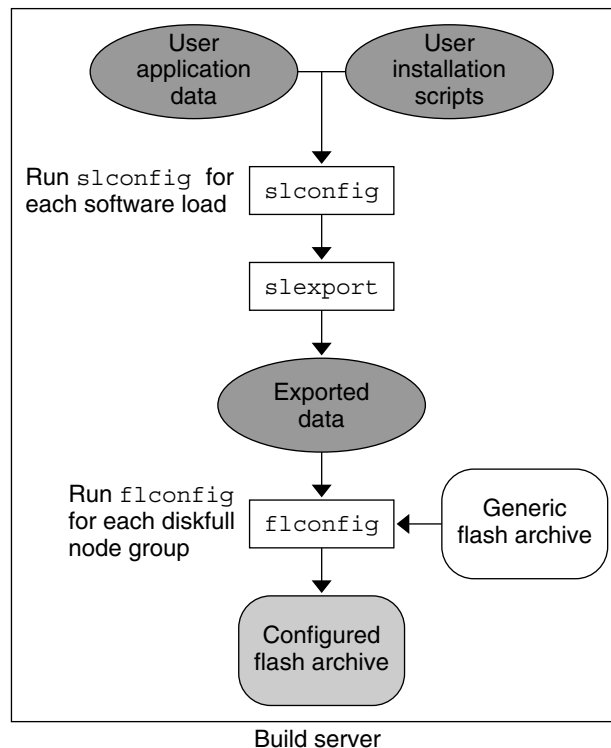 User
application
data
User
installation
scripts
Run slconfig for
each software load
slconfig
slexport
Exported
data
Run flconfig
for each diskfull
node group
flconfig
Generic
flash archive
Configured
flash archive
Build server